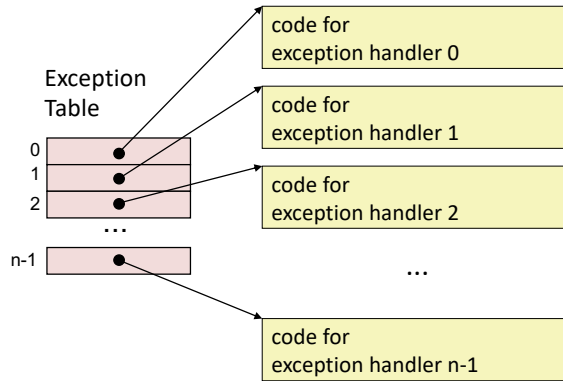 code for
exception handler 0
Exception
Table
code for
exception handler 1
0
1
2
code for
exception handler 2
...
n-1
...
code for
exception handler n-1